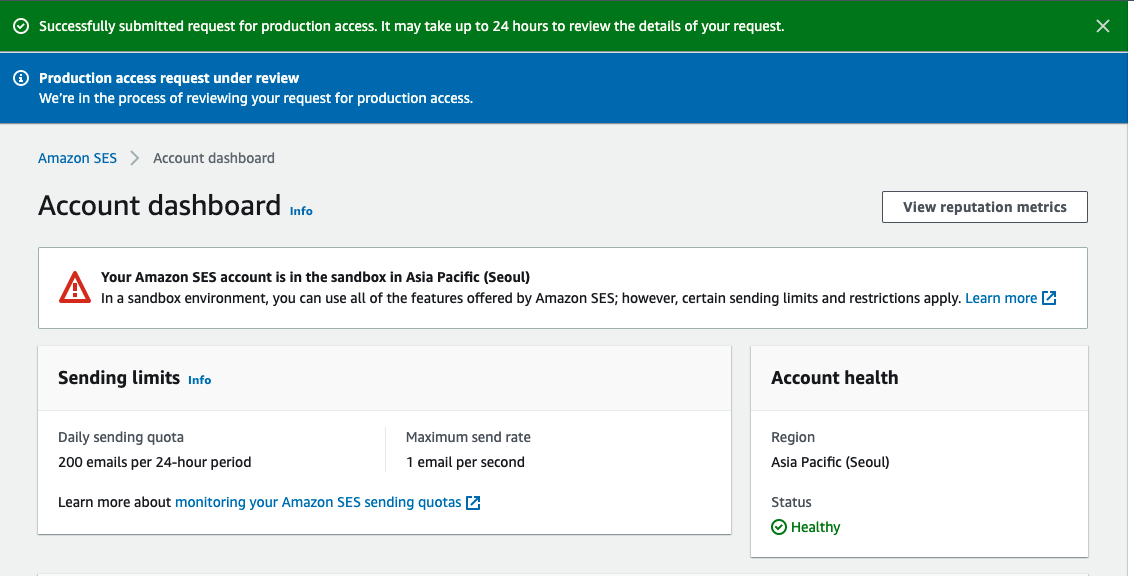 Successfully submitted request for production access. It may take up to 24 hours to review the details of your request.
Production access request under review
We're in the process of reviewing your request for production access.
Amazon SES
Account dashboard
Account dashboard Info
View reputation metrics
Your Amazon SES account is in the sandbox in Asia Pacific (Seoul)
In a sandbox environment, you can use all of the features offered by Amazon SES; however, certain sending limits and restrictions apply. Learn more
Sending limits Info
Daily sending quota
200 emails per 24-hour period
Maximum send rate
1 email per second
Learn more about monitoring your Amazon SES sending quotas
Account health
Region
Asia Pacific (Seoul)
Status
Healthy